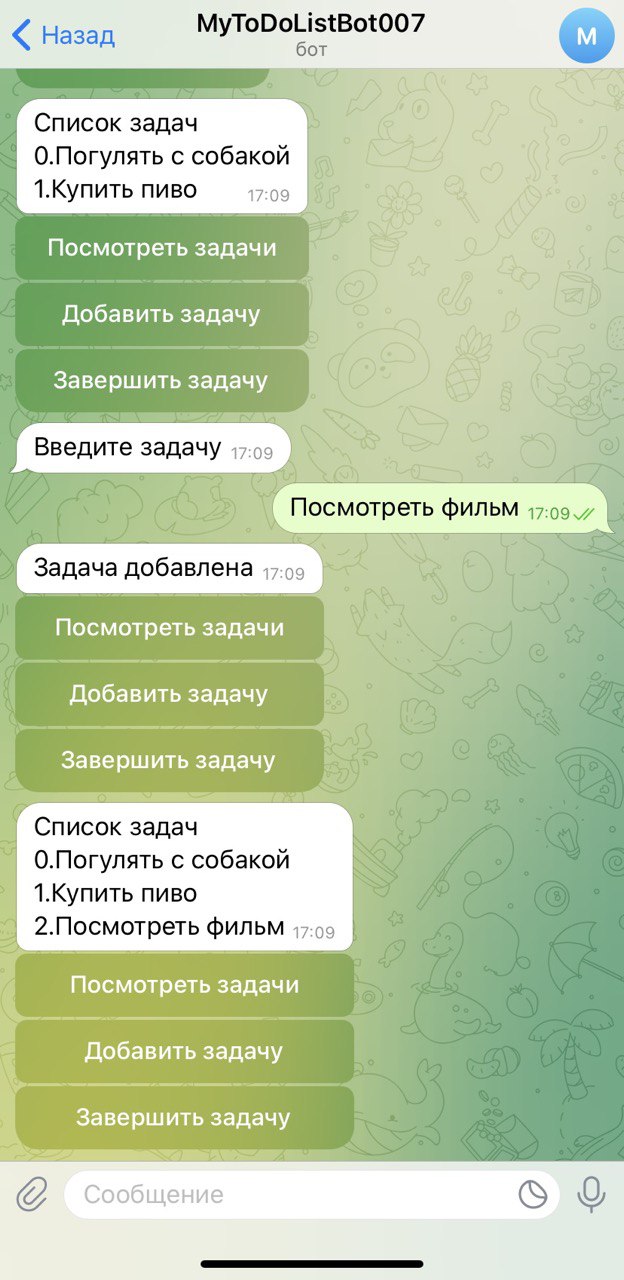 Назад
MyToDoListBot007
бот
М
Список задач
0.Погулять с собакой
1.Купить пиво 17:09
Посмотреть задачи
Добавить задачу
Завершить задачу
Введите задачу 17:09
Посмотреть фильм 17:09
Задача добавлена 17:09
Посмотреть задачи
Добавить задачу
Завершить задачу
Список задач
0.Погулять с собакой
1.Купить пиво
2.Посмотреть фильм 17:09
Посмотреть задачи
Добавить задачу
Завершить задачу
Сообщение